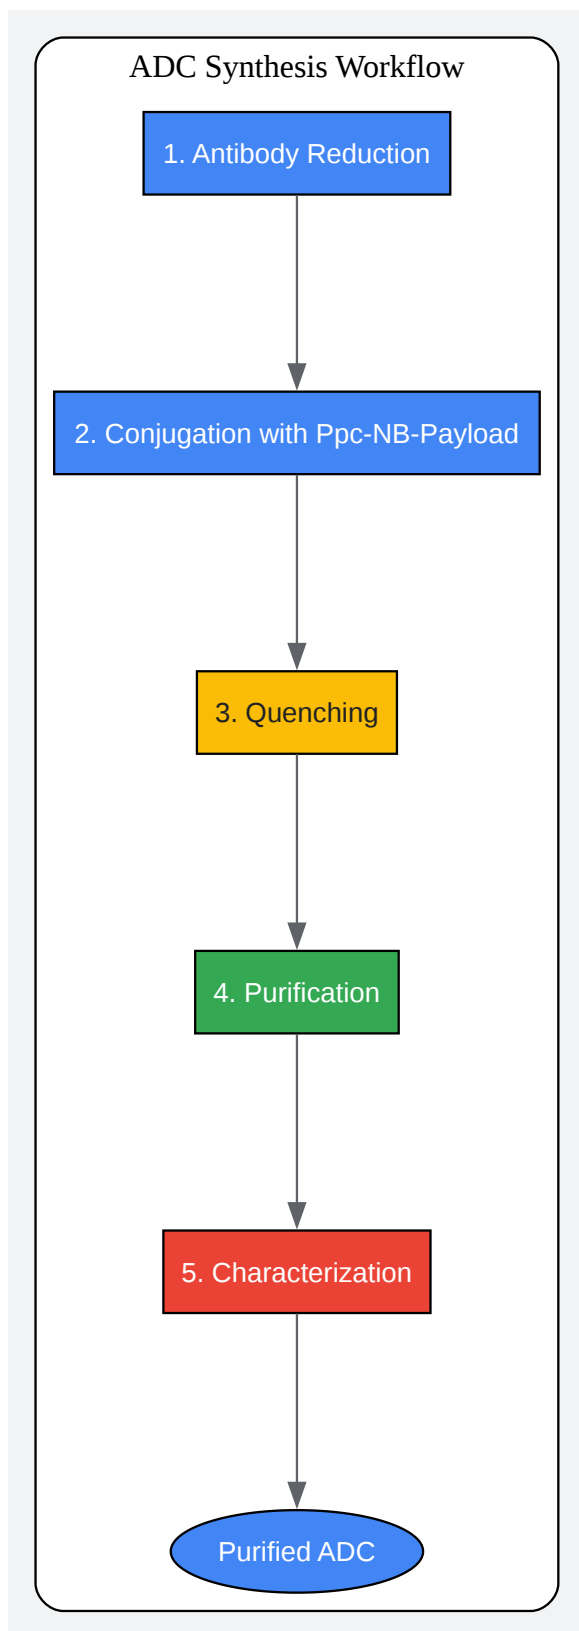 ADC Synthesis Workflow
1. Antibody Reduction
2. Conjugation with Ppc-NB-Payload
3. Quenching
4. Purification
5. Characterization
Purified ADC